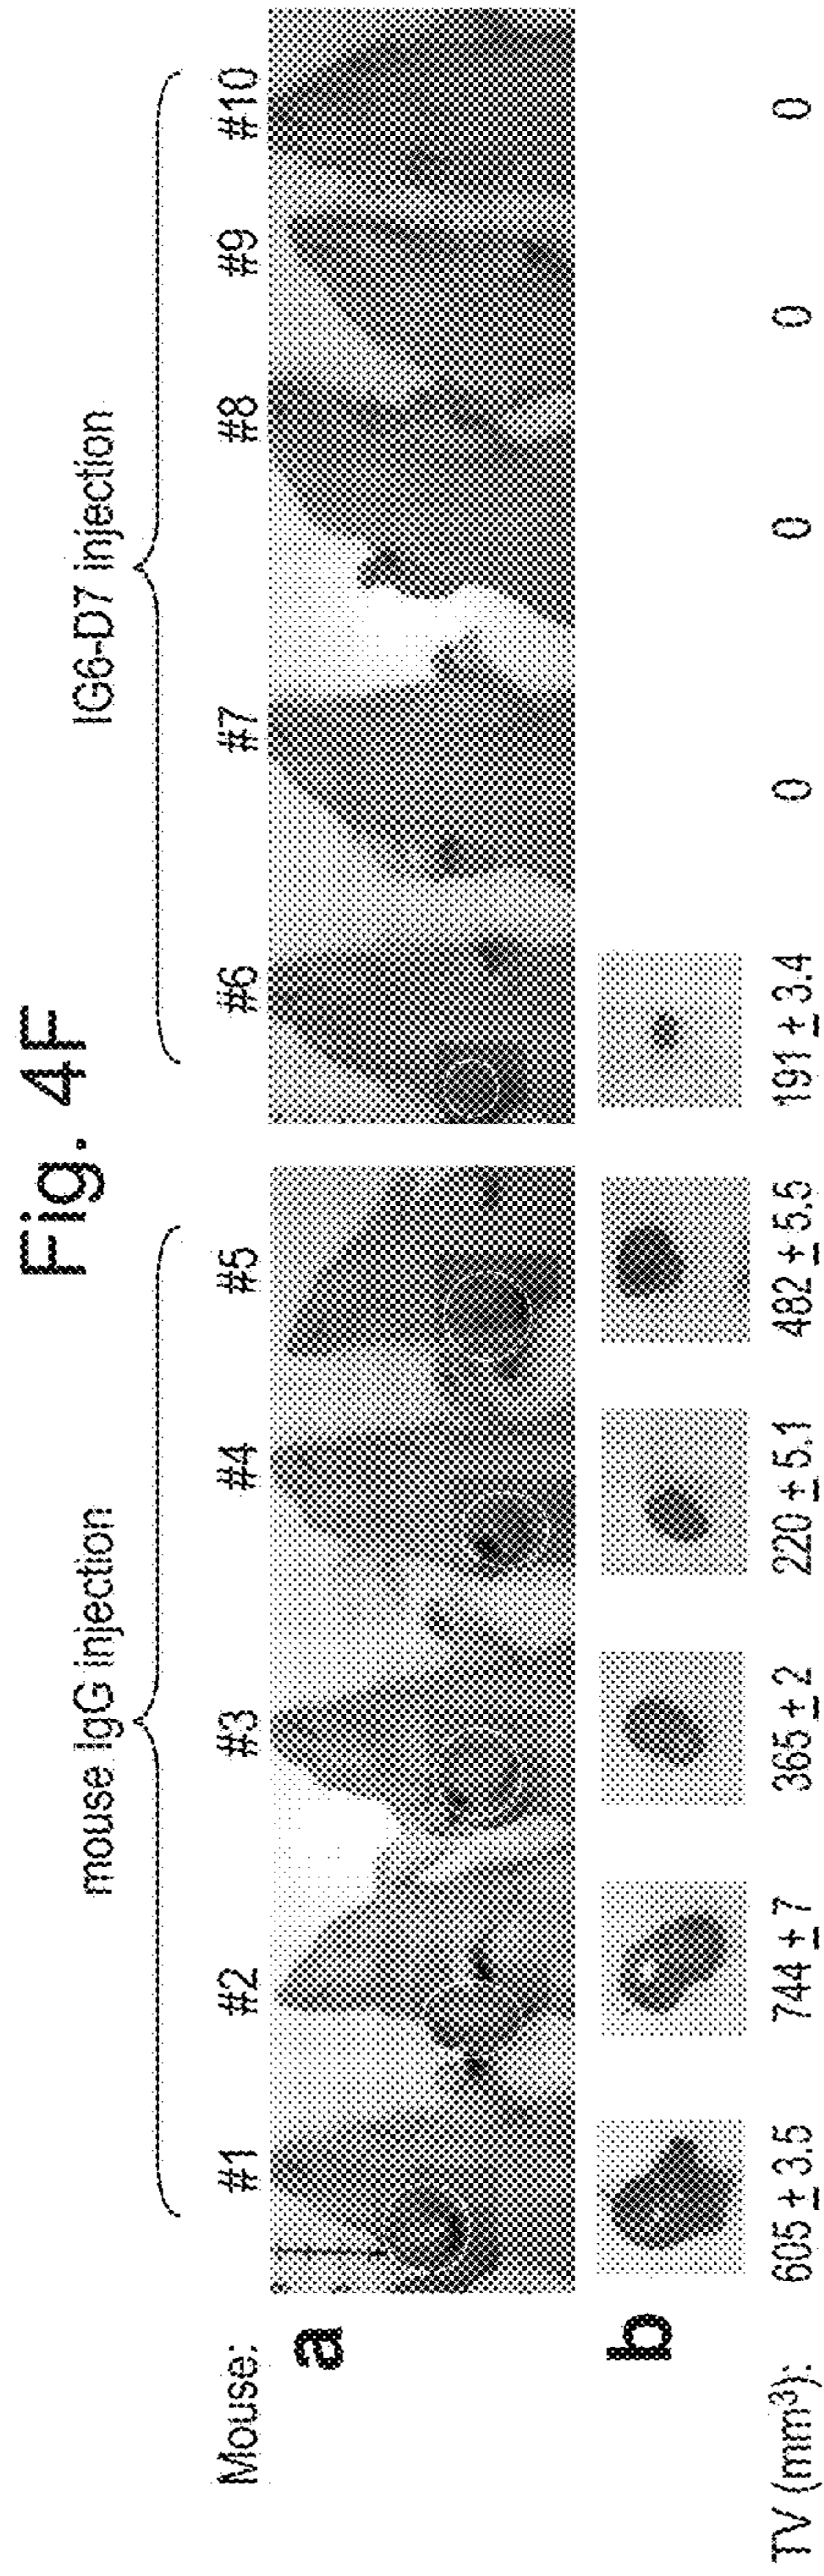 Fig. 4F
mouse IgG injection IG6-D7 injection
Mouse: #1 #2 #3 #4 #5 #6 #7 #8 #9 #10
a
b
TV (mm³): 605 ± 3.5 744 ± 7 365 ± 2 220 ± 5.1 482 ± 5.5 191 ± 3.4 0 0 0 0